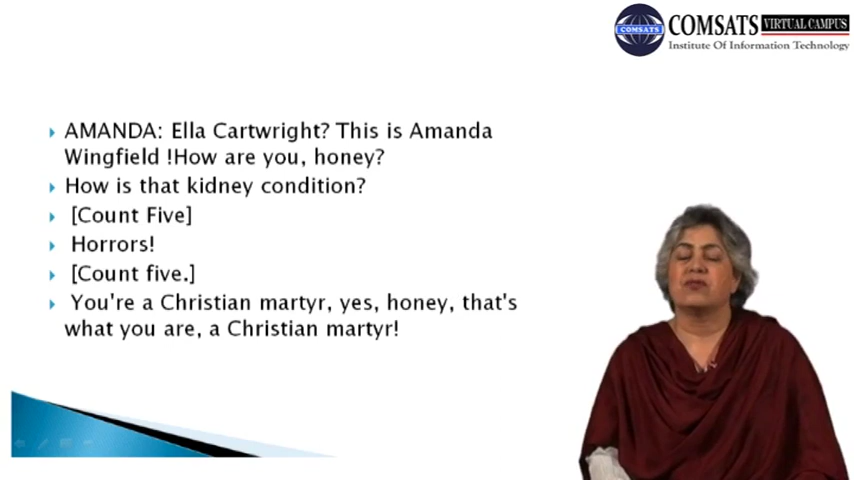 COMSATS
COMSATS VIRTUAL CAMPUS
Institute Of Information Technology
AMANDA: Ella Cartwright? This is Amanda
Wingfield !How are you, honey?
How is that kidney condition?
[Count Five]
Horrors!
[Count five.]
You're a Christian martyr, yes, honey, that's
what you are, a Christian martyr!